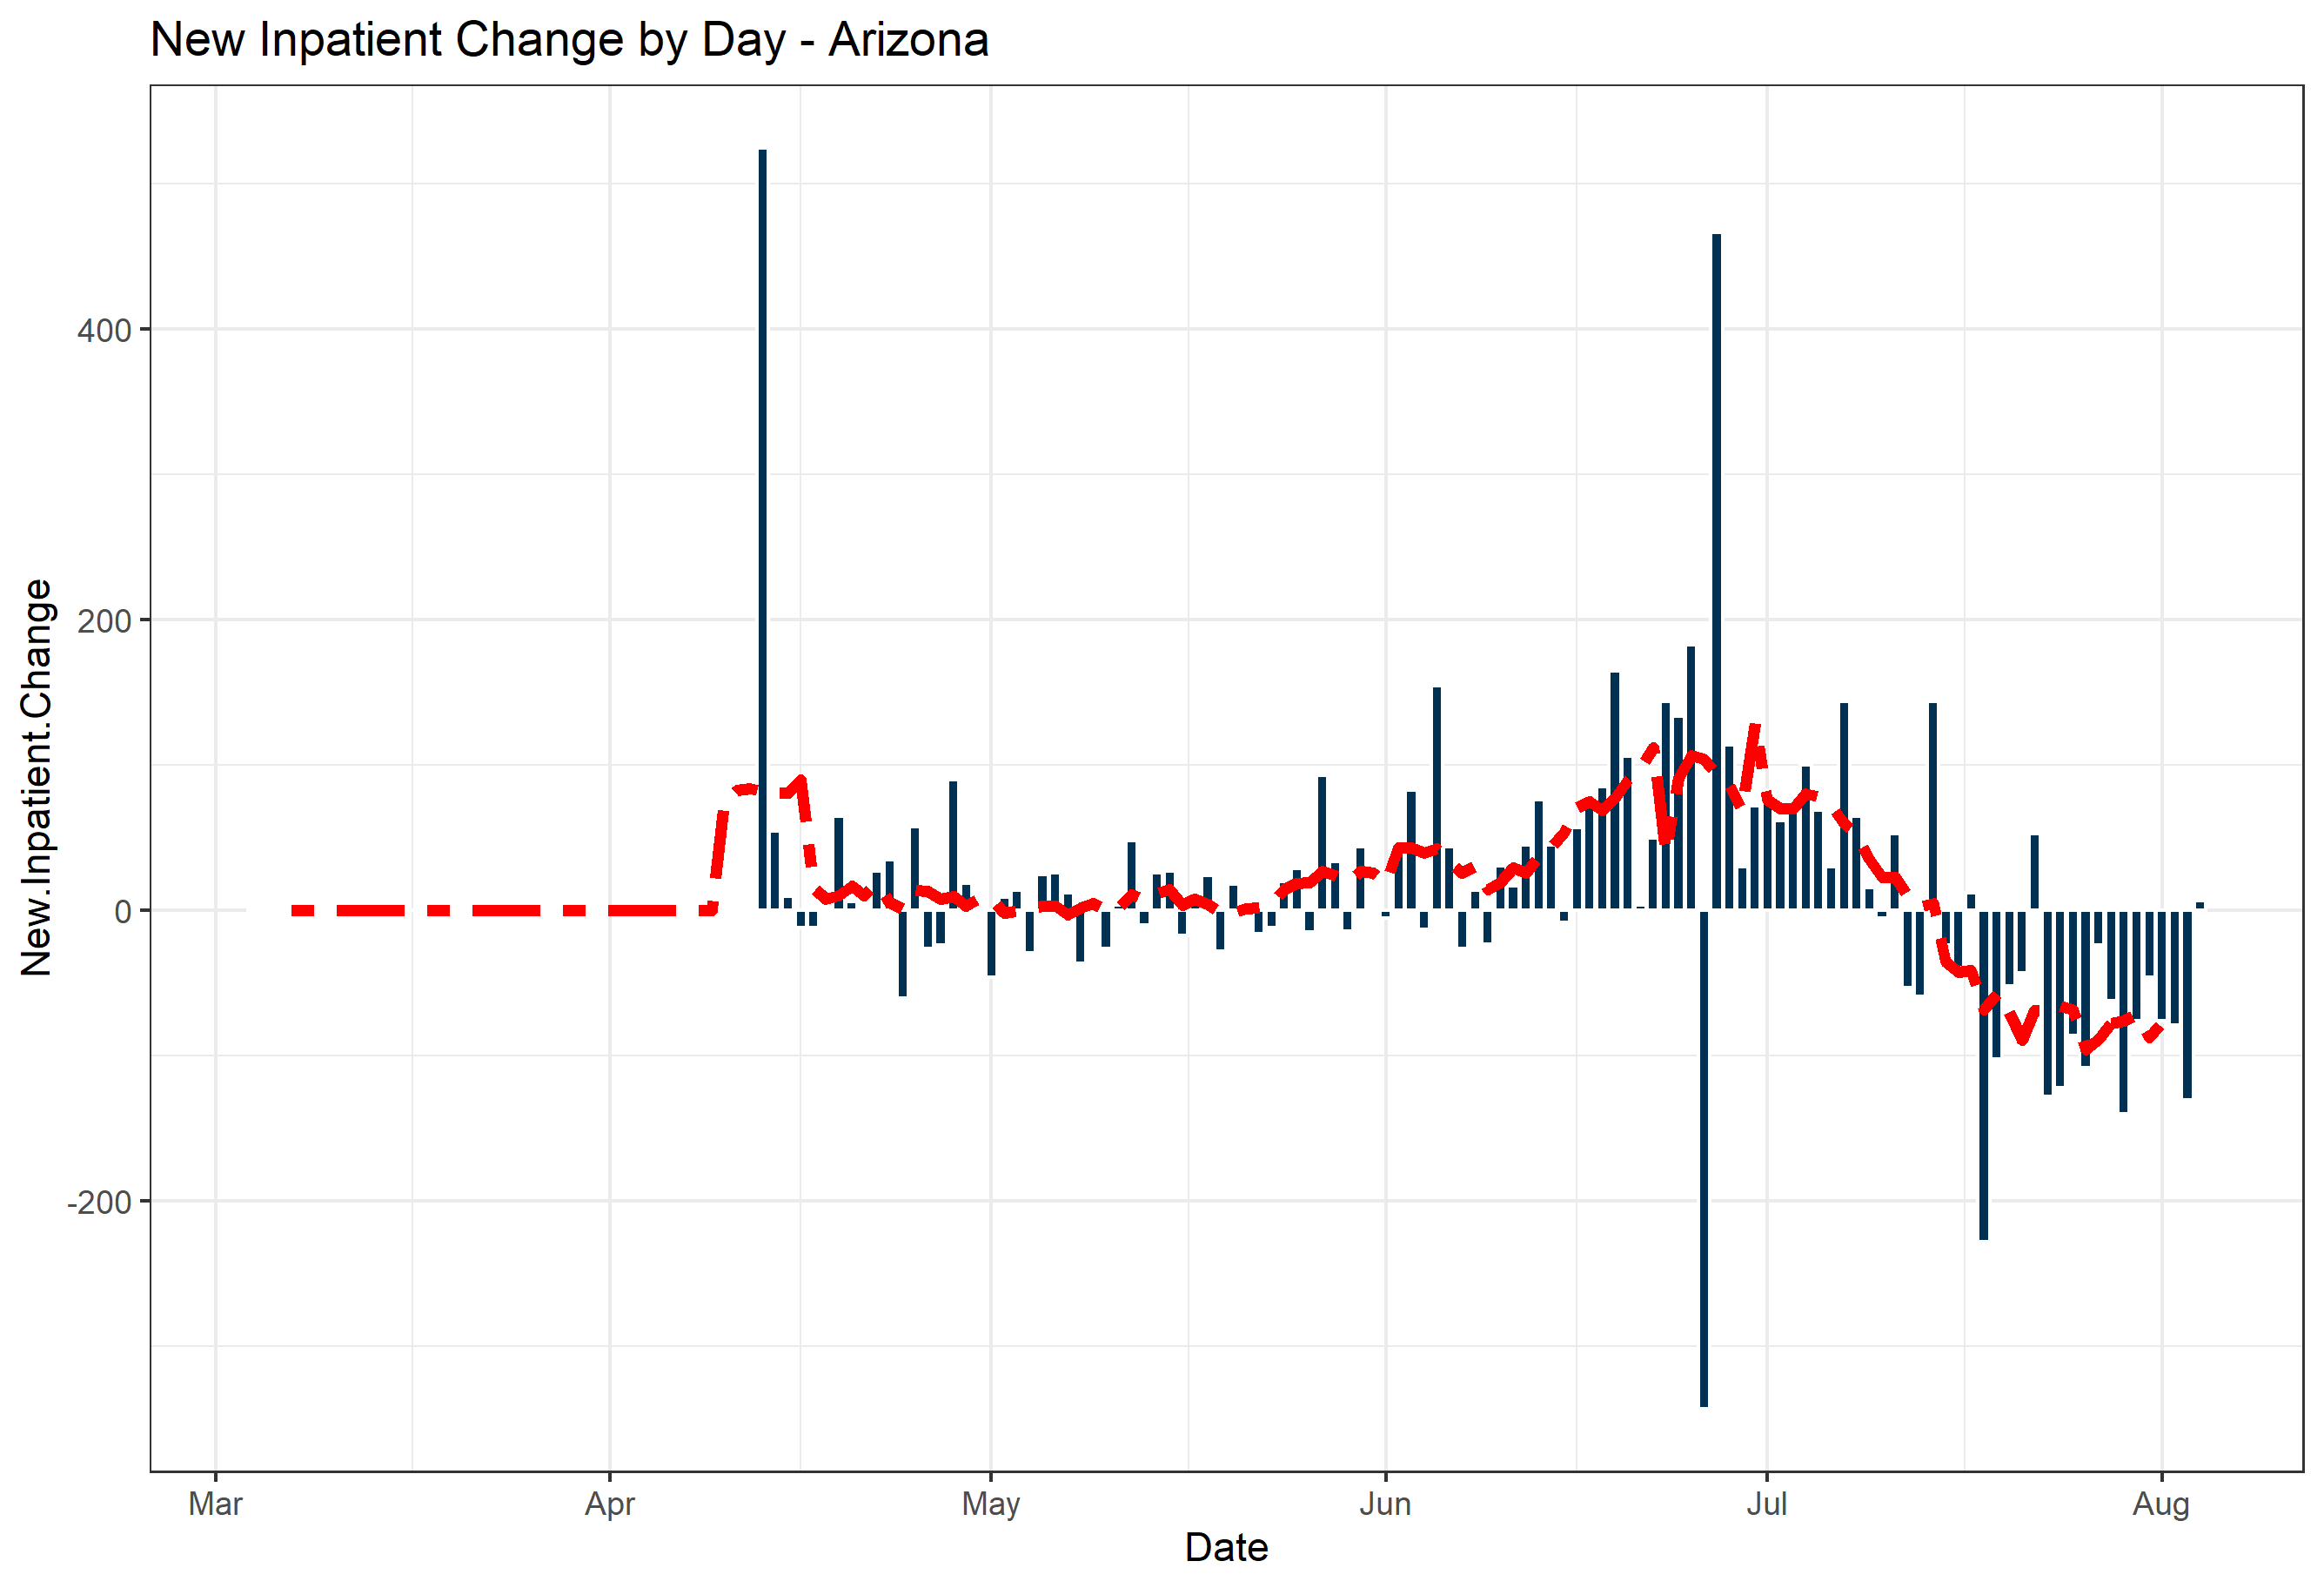 New Inpatient Change by Day - Arizona
New.Inpatient.Change
400
200
0
-200
Mar
Apr
May
Jun
Jul
Aug
Date